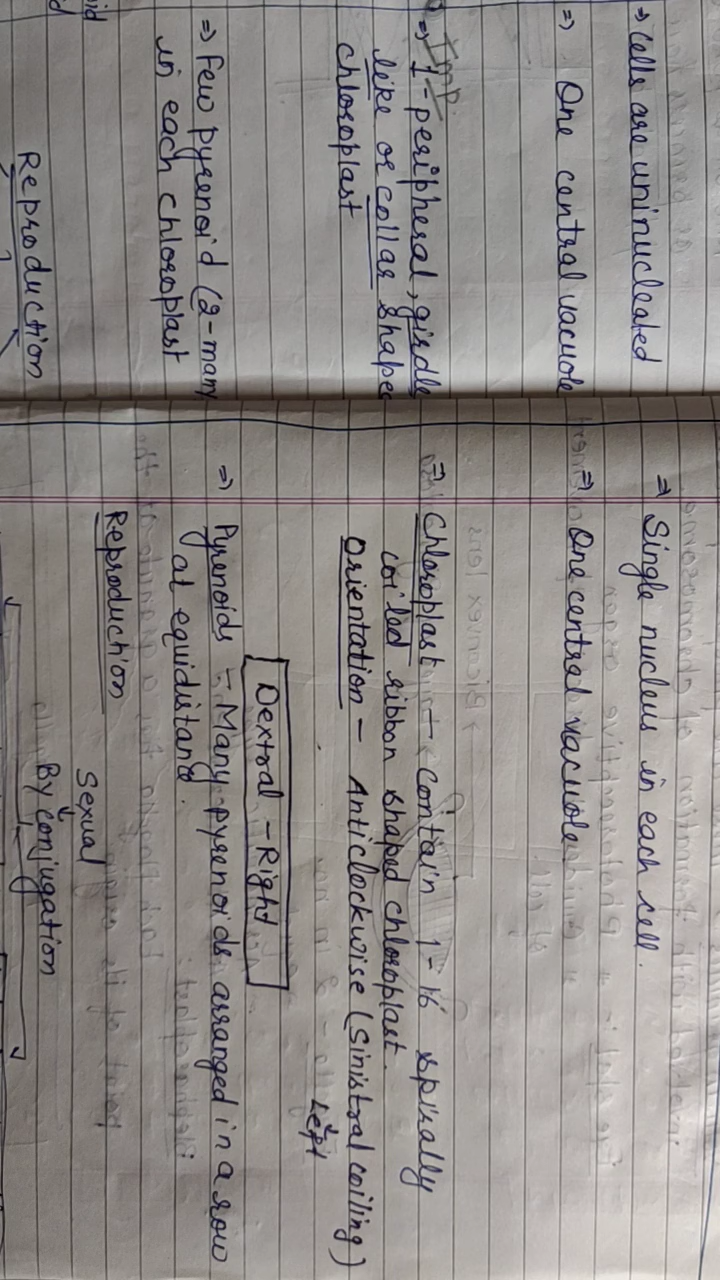 ⇒ Cells are uninucleated
⇒ One central vacuole
Imp.
⇒ 1-peripheral, girdle
like or collar shaped
chloroplast
⇒ Few pyrenoid (2-many
in each chloroplast
Reproduction
⇒ Single nucleus in each cell.
⇒ One central vacuole
⇒ Chloroplast - Contain 1-16 spirally
coiled ribbon shaped chloroplast.
Orientation - Anticlockwise (Sinistral coiling)
Left
Dextral - Right
⇒ Pyrenoids - Many pyrenoids arranged in a row
at equidistand.
Reproduction
Sexual
By conjugation